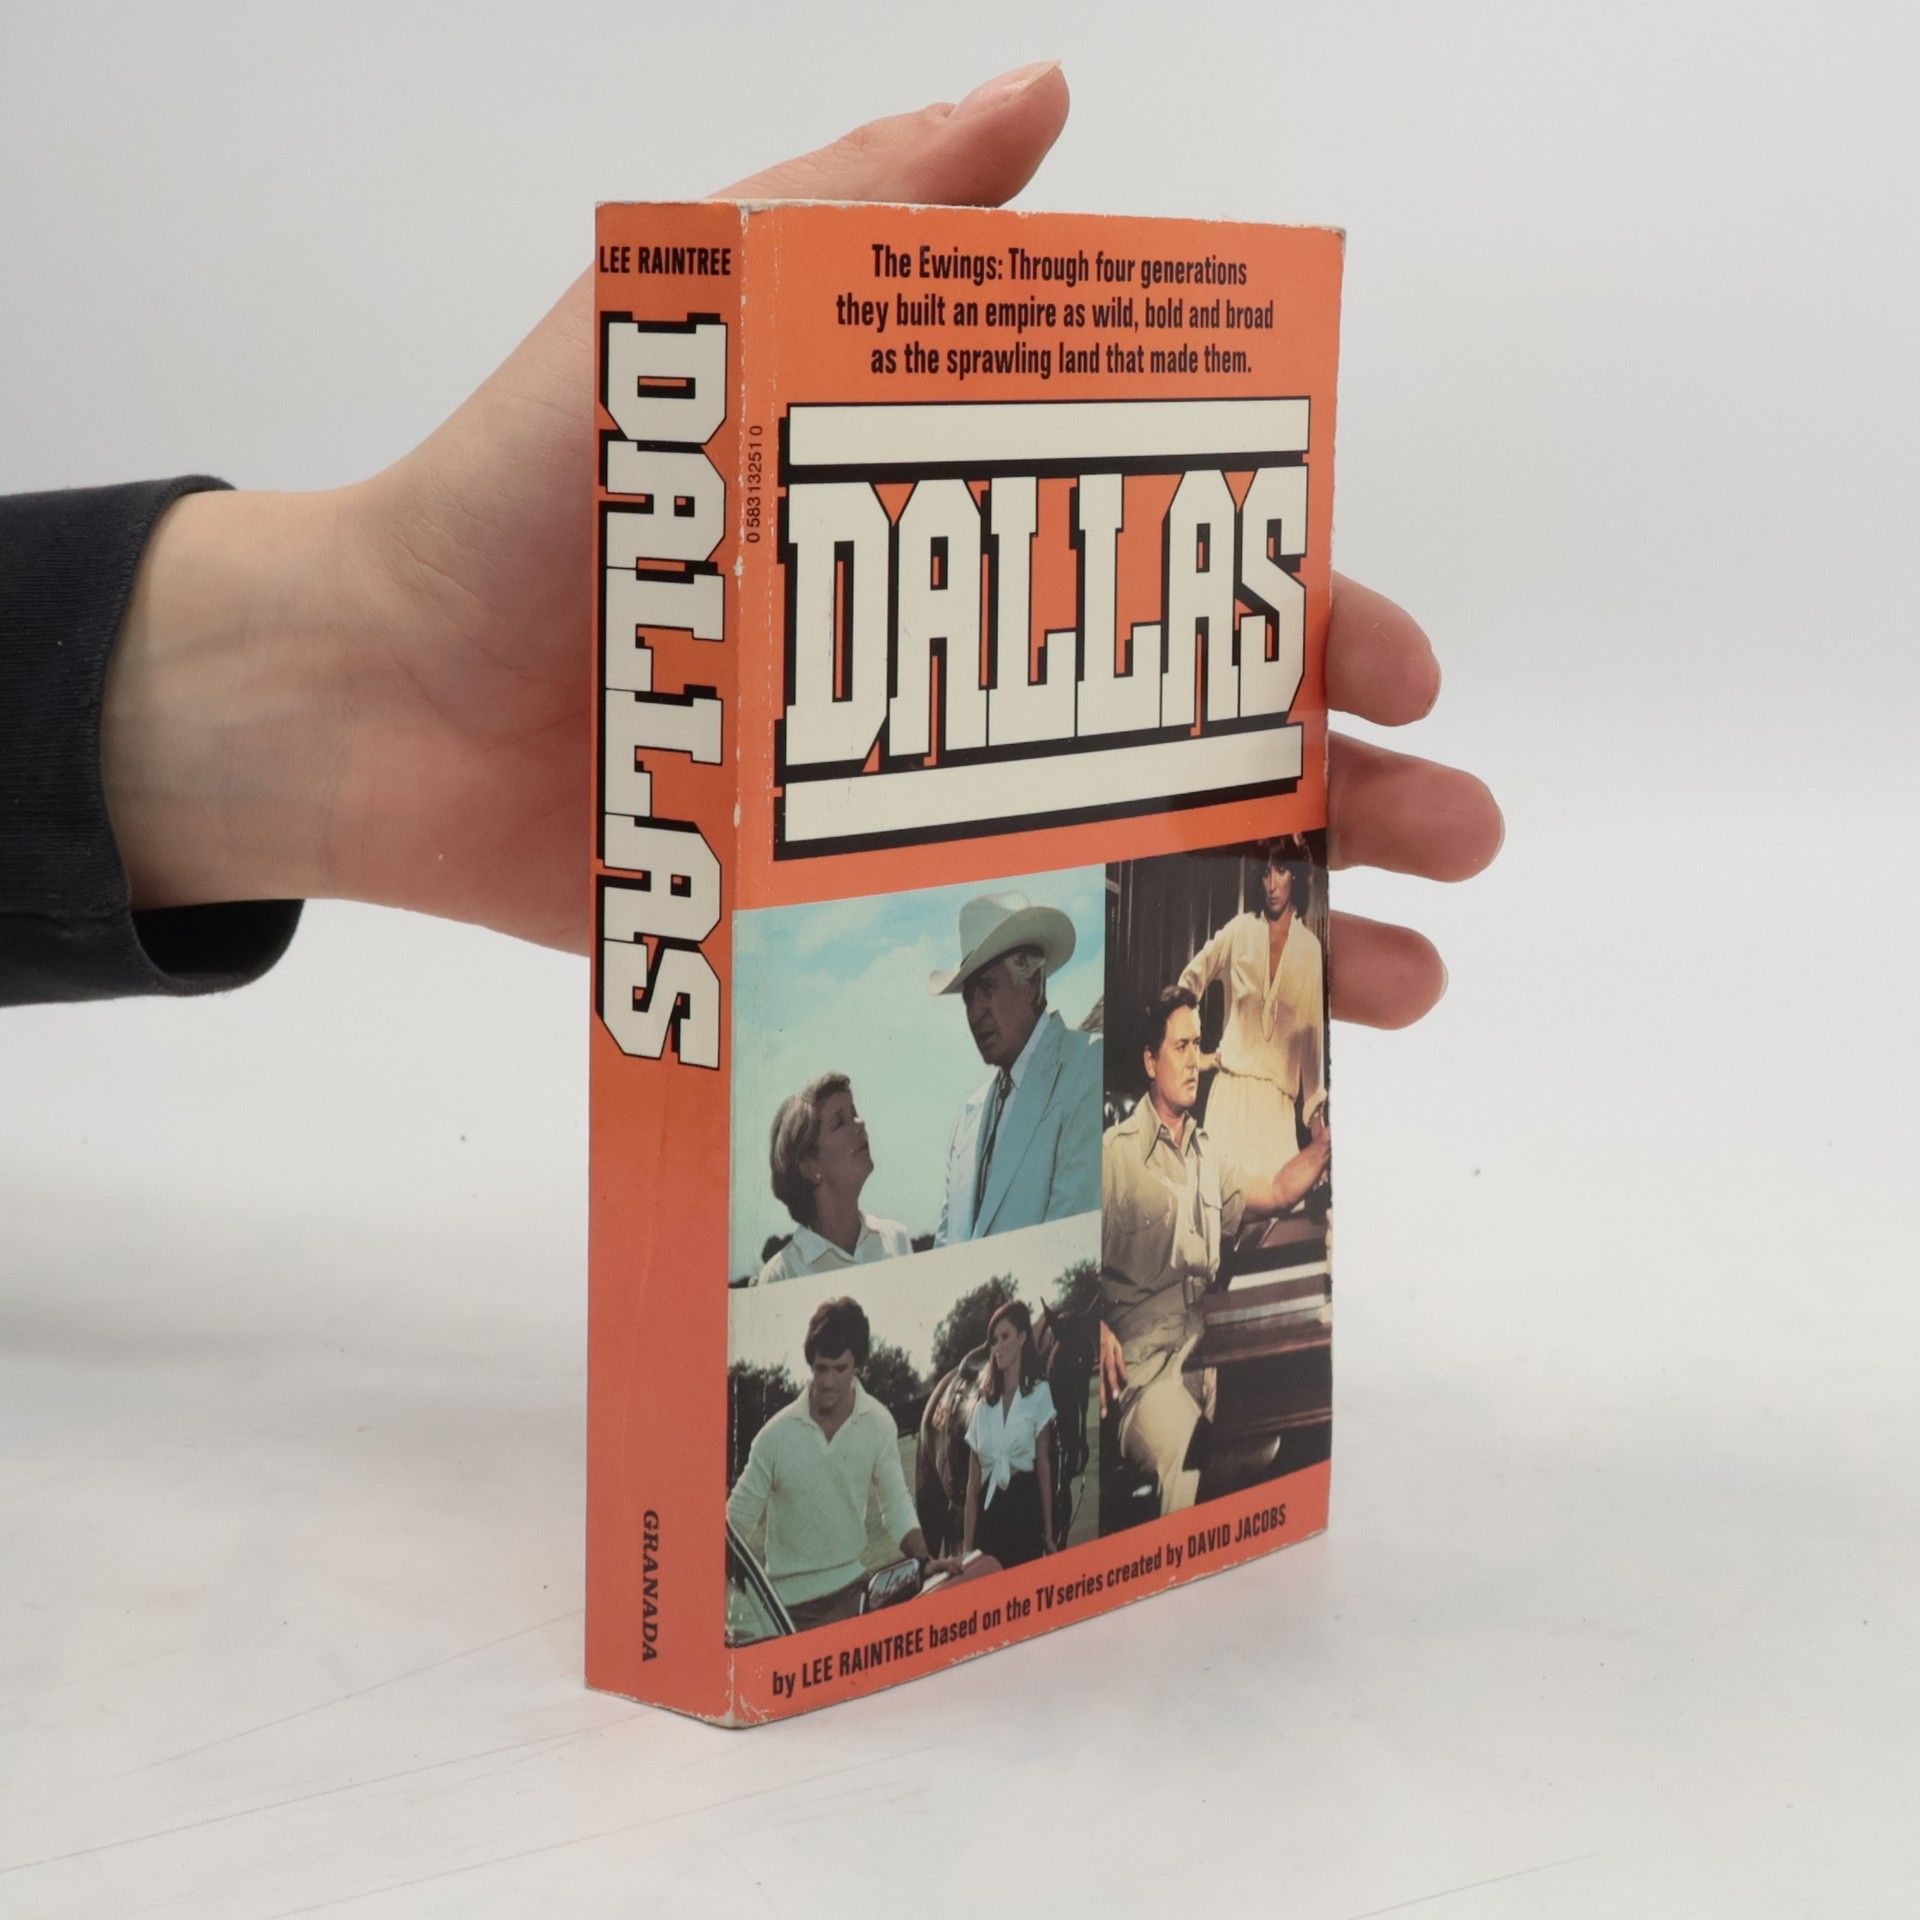 LEE RAINTREE
DALLAS
GRANADA
0 583 13251 0
The Ewings: Through four generations
they built an empire as wild, bold and broad
as the sprawling land that made them.
DALLAS
by LEE RAINTREE based on the TV series created by DAVID JACOBS